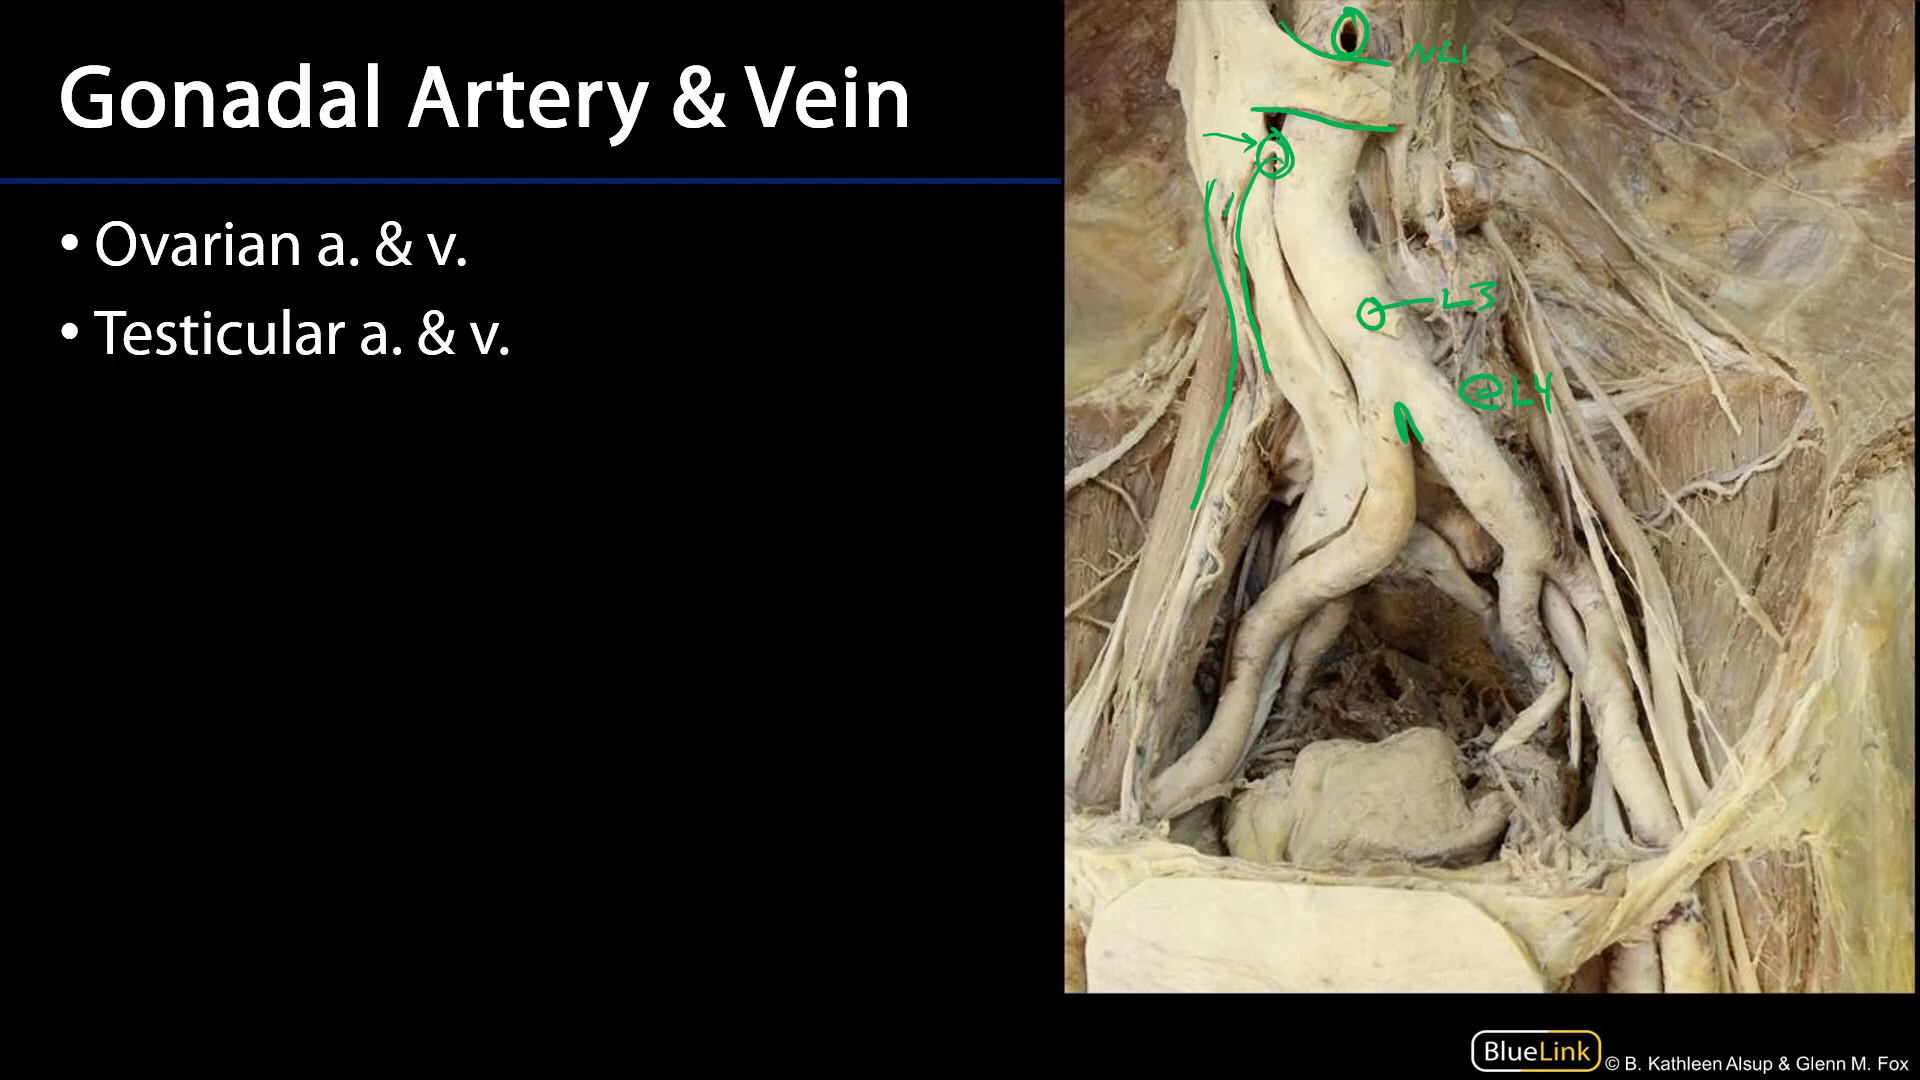 Gonadal Artery & Vein
• Ovarian a. & v.
• Testicular a. & v.
L3
@L4
BlueLink
© B. Kathleen Alsup & Glenn M. Fox